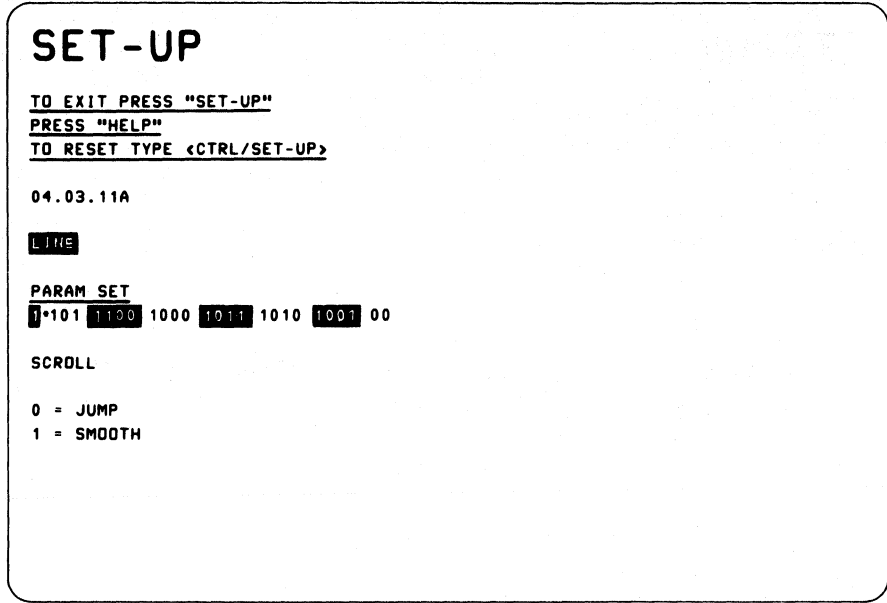 SET-UP
TO EXIT PRESS "SET-UP"
PRESS "HELP"
TO RESET TYPE <CTRL/SET-UP>
04.03.11A
LINE
PARAM SET
1*101 1100 1000 1011 1010 1001 00
SCROLL
0 = JUMP
1 = SMOOTH